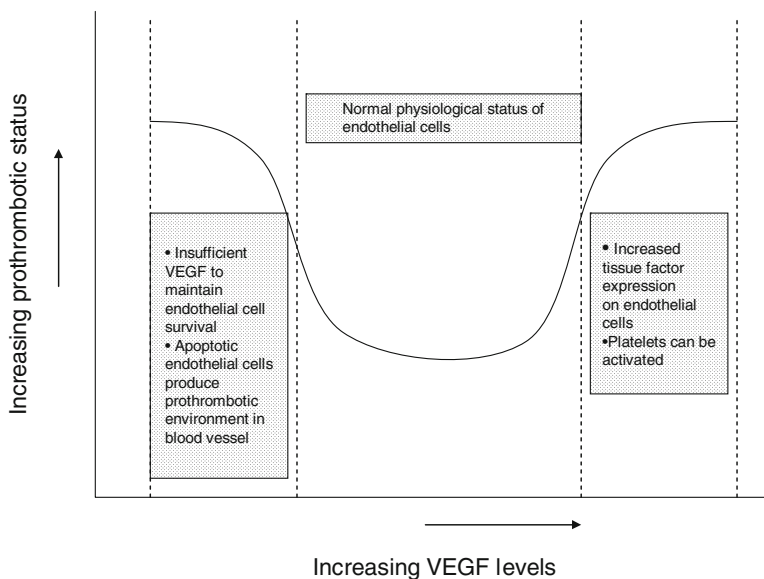 Increasing prothrombotic status
Normal physiological status of
endothelial cells
• Insufficient
VEGF to
maintain
endothelial cell
survival
• Apoptotic
endothelial cells
produce
prothrombotic
environment in
blood vessel
• Increased
tissue factor
expression
on endothelial
cells
•Platelets can be
activated
Increasing VEGF levels